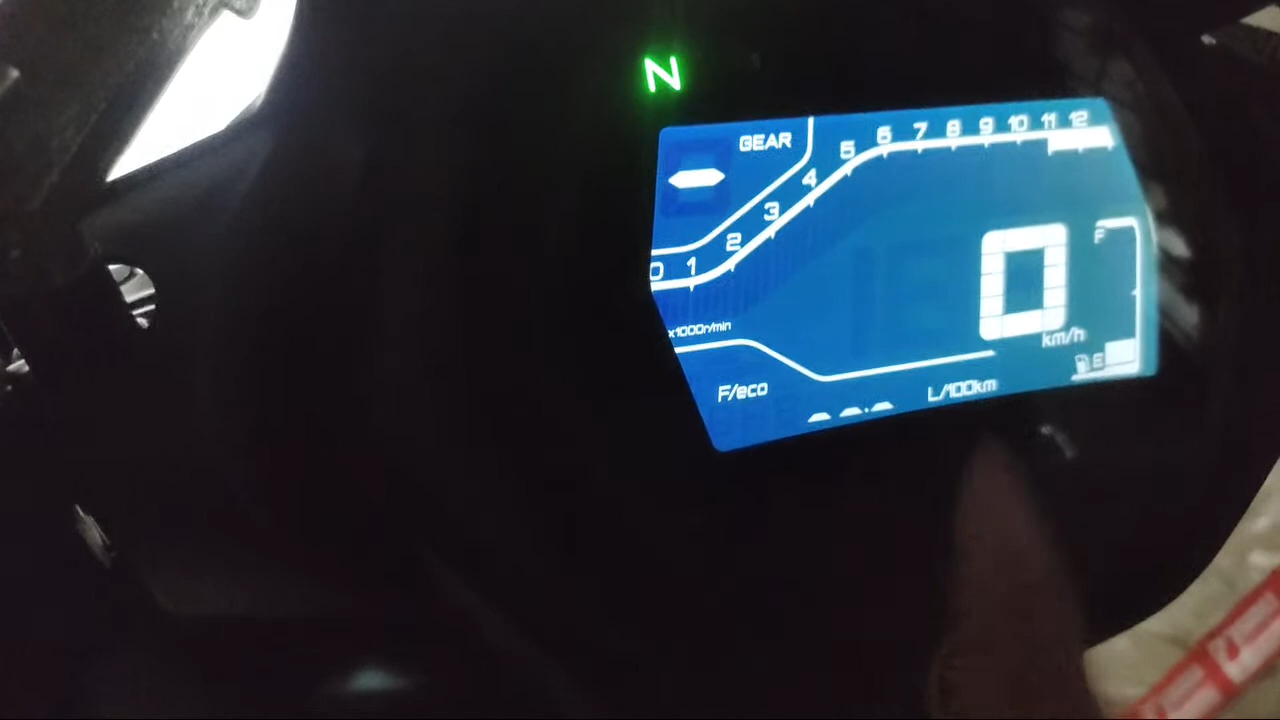 N
GEAR
0 1 2 3 4 5 6 7 8 9 10 11 12
x1000r/min
0
km/h
F
E
F/eco
--.- L/100km